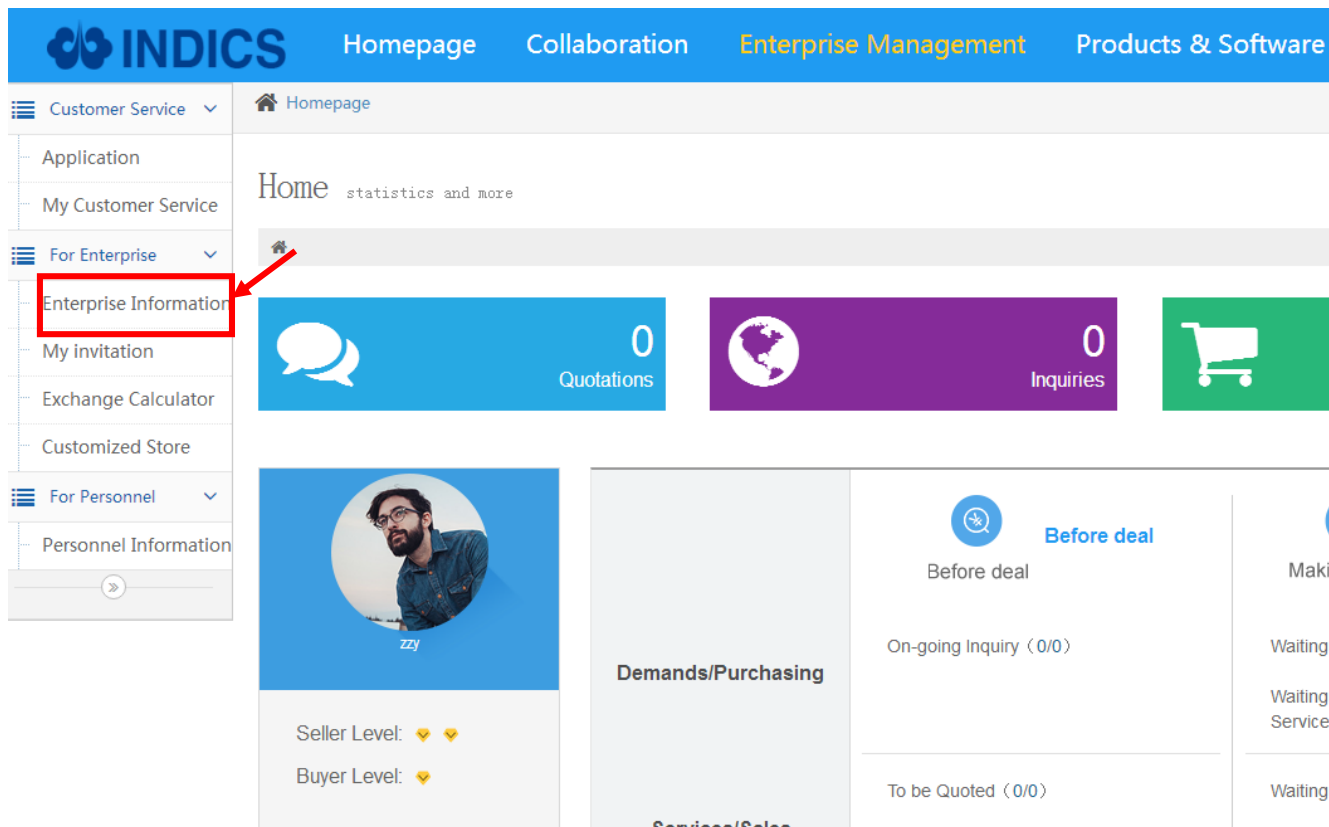 INDICS Homepage Collaboration Enterprise Management Products & Software
Customer Service
Homepage
Application
My Customer Service
Home statistics and more
For Enterprise
Enterprise Information
My invitation
Exchange Calculator
Customized Store
For Personnel
Personnel Information
0
Quotations
0
Inquiries
zzy
Seller Level:
Buyer Level:
Demands/Purchasing
Before deal
Before deal
On-going Inquiry（0/0）
To be Quoted（0/0）
Services/Sales
Maki
Waiting
Waiting
Service
Waiting